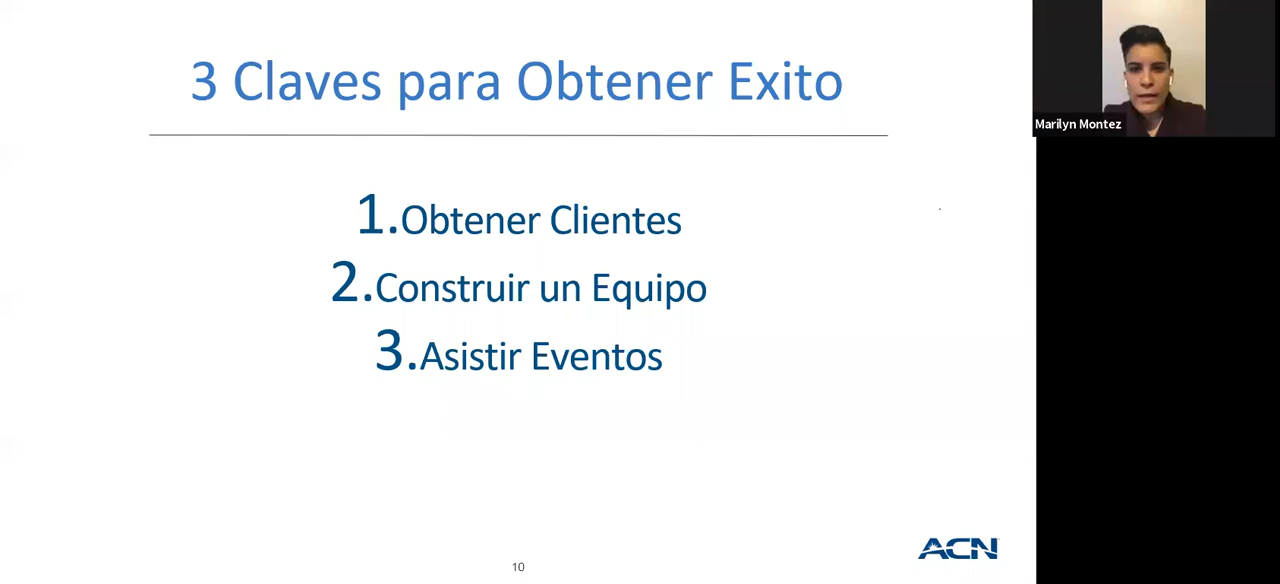 3 Claves para Obtener Exito
Marilyn Montez
1.Obtener Clientes
2.Construir un Equipo
3.Asistir Eventos
ACN
10